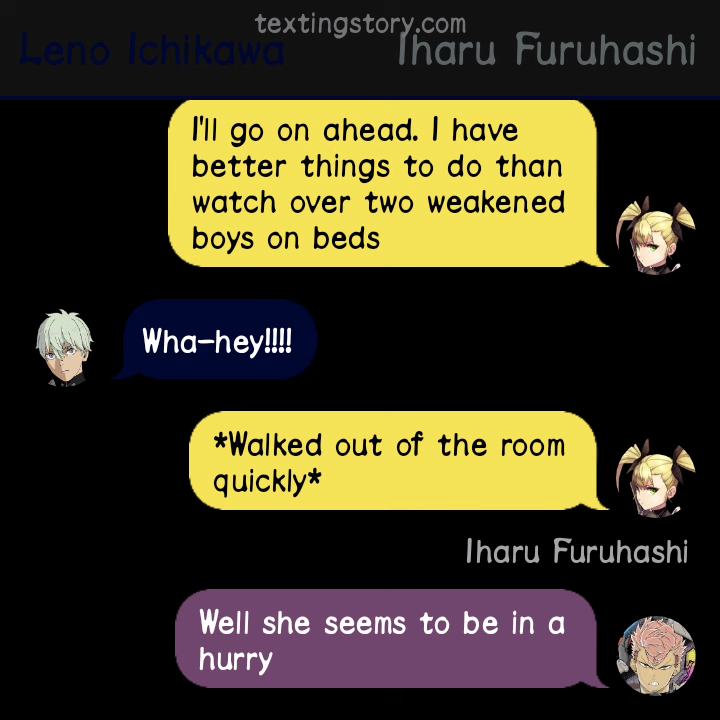 textingstory.com
Leno Ichikawa
Iharu Furuhashi
I'll go on ahead. I have
better things to do than
watch over two weakened
boys on beds
Wha-hey!!!!
*Walked out of the room
quickly*
Iharu Furuhashi
Well she seems to be in a
hurry